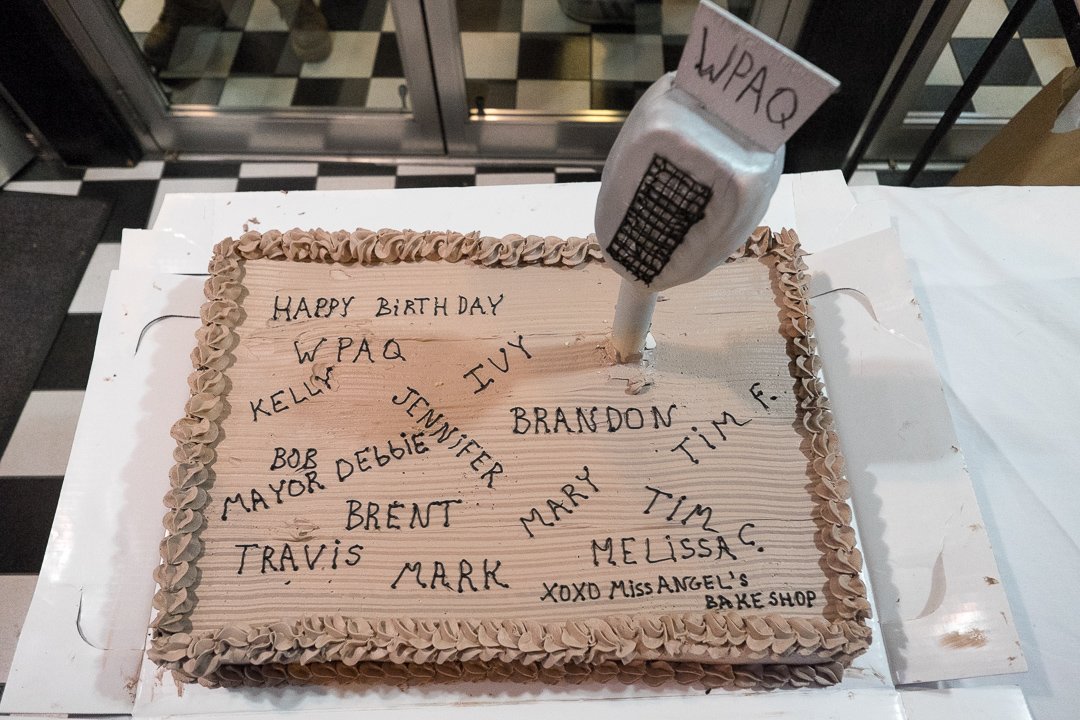 WPAQ
HAPPY BiRTHDAY
WPAQ
IVY
KELLY
JENNiFER
BRANDON
TiM F.
BOB
DEbbiE
MAYOR
BRENT
MARY
TiM C.
TRAViS
MARK
MELiSSA
XOXO MiSS ANGEL'S
BAKE SHOP